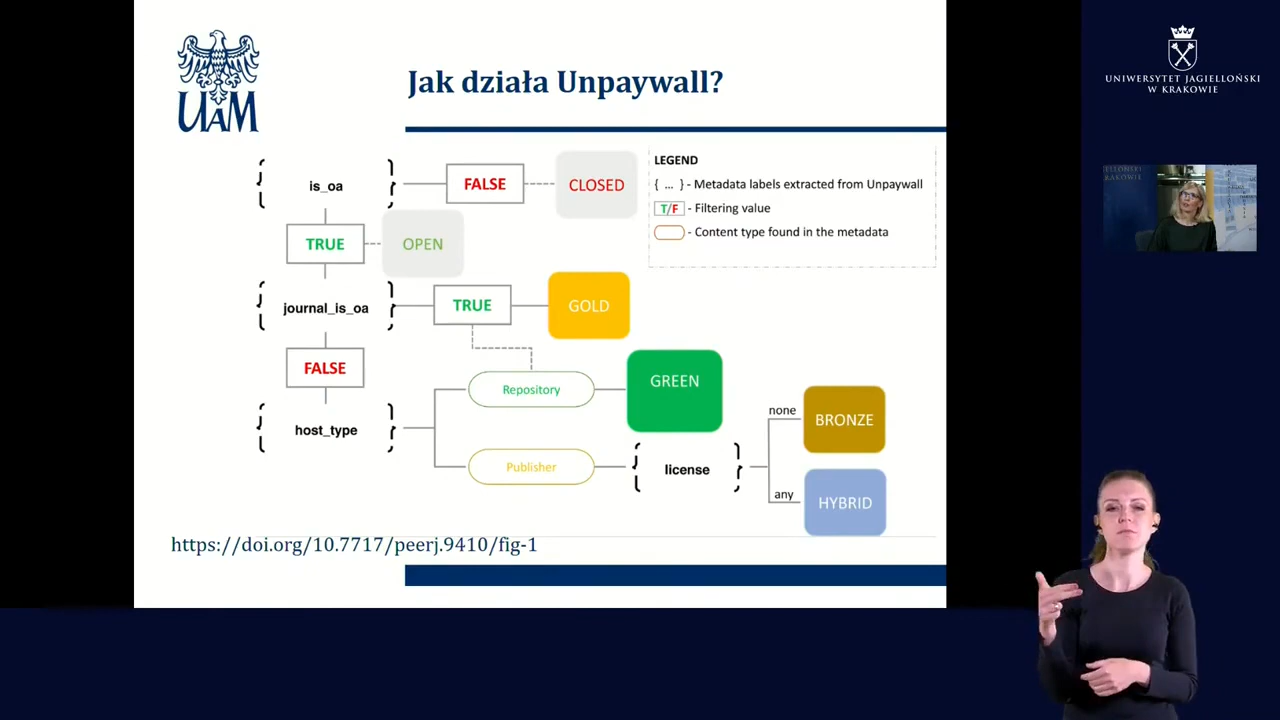 UAM
Jak działa Unpaywall?
UNIWERSYTET JAGIELLOŃSKI
W KRAKOWIE
is_oa
FALSE
CLOSED
LEGEND
{ ... } - Metadata labels extracted from Unpaywall
T/F - Filtering value
- Content type found in the metadata
TRUE
OPEN
journal_is_oa
TRUE
GOLD
FALSE
Repository
GREEN
host_type
Publisher
license
none
BRONZE
any
HYBRID
https://doi.org/10.7717/peerj.9410/fig-1